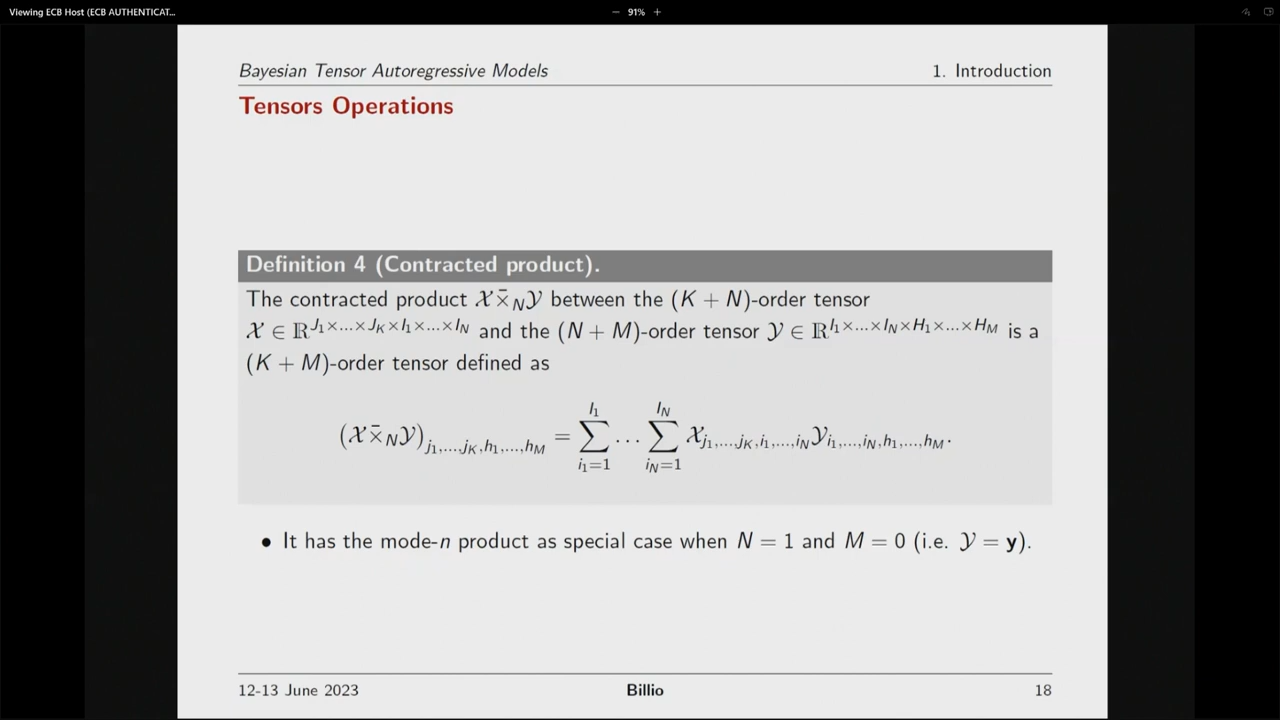 Viewing ECB Host (ECB AUTHENTICAT...
− 91% +
Bayesian Tensor Autoregressive Models 1. Introduction
Tensors Operations
Definition 4 (Contracted product).
The contracted product 𝒳 ×̄_N 𝒴 between the (K + N)-order tensor
𝒳 ∈ ℝ^{J_1×...×J_K×I_1×...×I_N} and the (N + M)-order tensor 𝒴 ∈ ℝ^{I_1×...×I_N×H_1×...×H_M} is a
(K + M)-order tensor defined as
(𝒳 ×̄_N 𝒴)_{j_1,...,j_K,h_1,...,h_M} = ∑_{i_1=1}^{I_1} ... ∑_{i_N=1}^{I_N} 𝒳_{j_1,...,j_K,i_1,...,i_N} 𝒴_{i_1,...,i_N,h_1,...,h_M}.
• It has the mode-n product as special case when N = 1 and M = 0 (i.e. 𝒴 = y).
12-13 June 2023 Billio 18